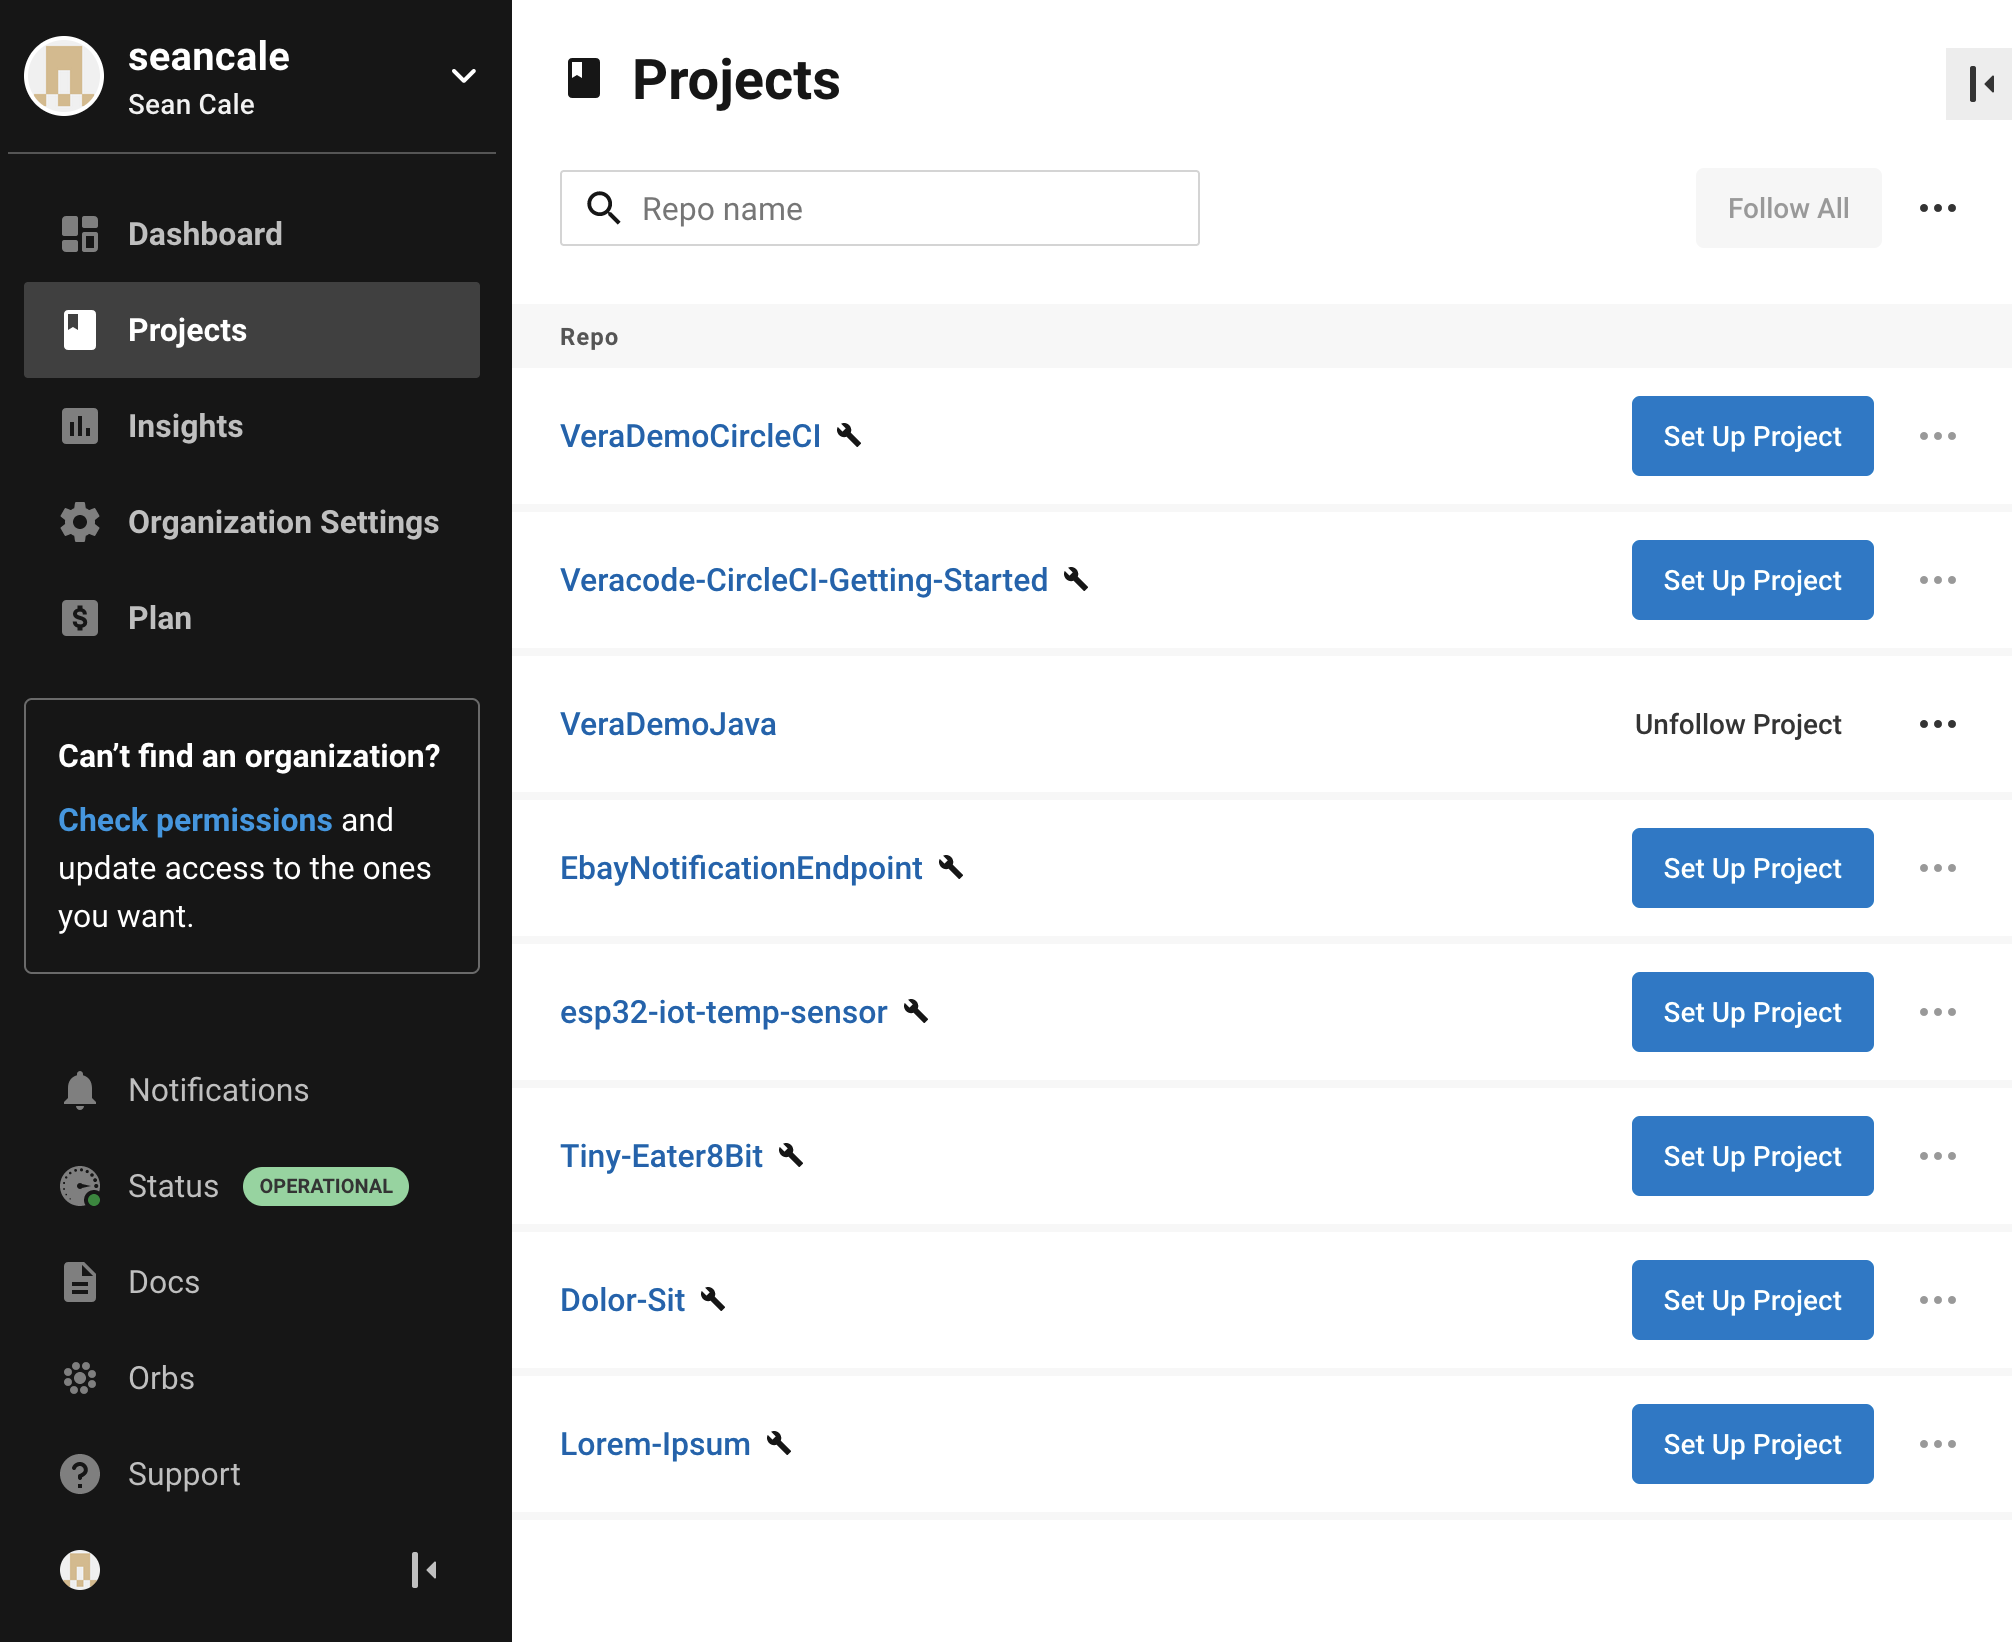 seancale
Sean Cale
Dashboard
Projects
Insights
Organization Settings
Plan
Can’t find an organization?
Check permissions and
update access to the ones
you want.
Notifications
Status OPERATIONAL
Docs
Orbs
Support
Projects
Repo name
Follow All
Repo
VeraDemoCircleCI Set Up Project
Veracode-CircleCI-Getting-Started Set Up Project
VeraDemoJava Unfollow Project
EbayNotificationEndpoint Set Up Project
esp32-iot-temp-sensor Set Up Project
Tiny-Eater8Bit Set Up Project
Dolor-Sit Set Up Project
Lorem-Ipsum Set Up Project